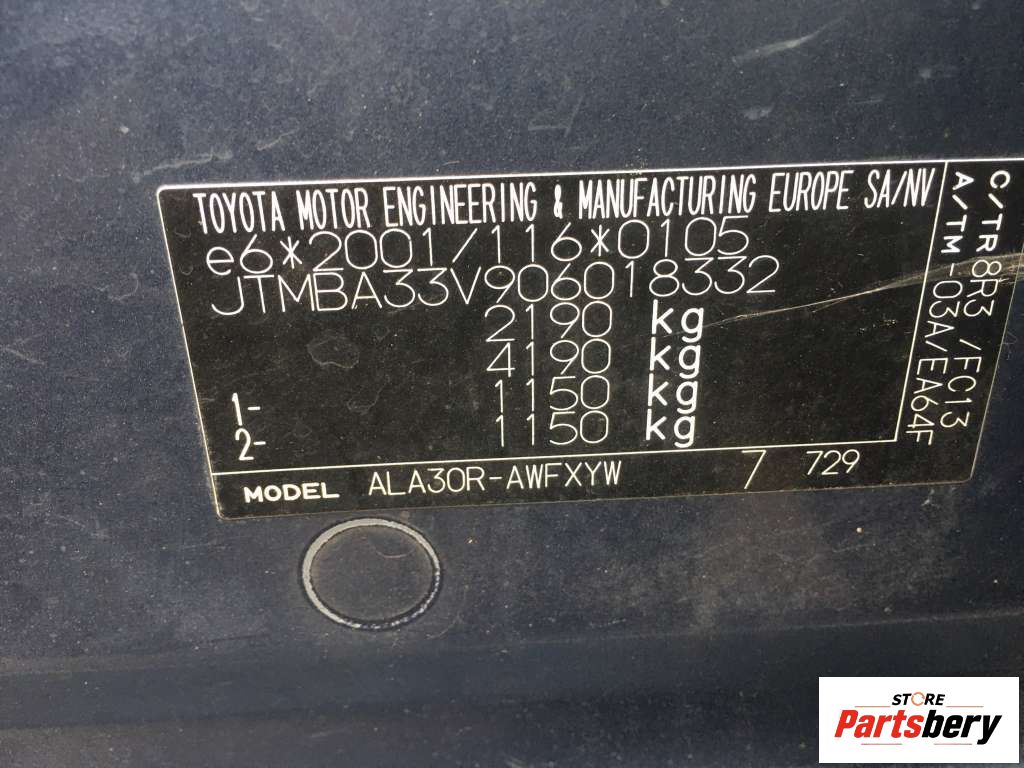 TOYOTA MOTOR ENGINEERING & MANUFACTURING EUROPE SA/NV
e6*2001/116*0105
JTMBA33V906018332
2190 kg
4190 kg
1- 1150 kg
2- 1150 kg
C/TR 8R3 /FC13
A/TM -03A/EA64F
MODEL ALA30R-AWFXYW 7 729
STORE
Partsbery